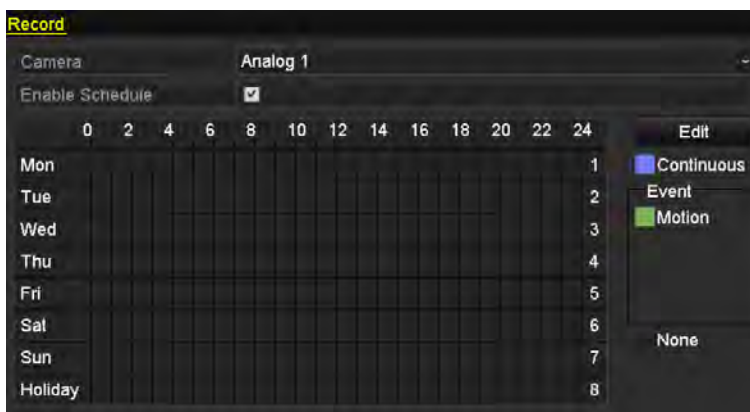 Record
Camera Analog 1
Enable Schedule
0 2 4 6 8 10 12 14 16 18 20 22 24 Edit
Mon 1 Continuous
Event
Tue 2
Motion
Wed 3
Thu 4
Fri 5
Sat 6
None
Sun 7
Holiday 8